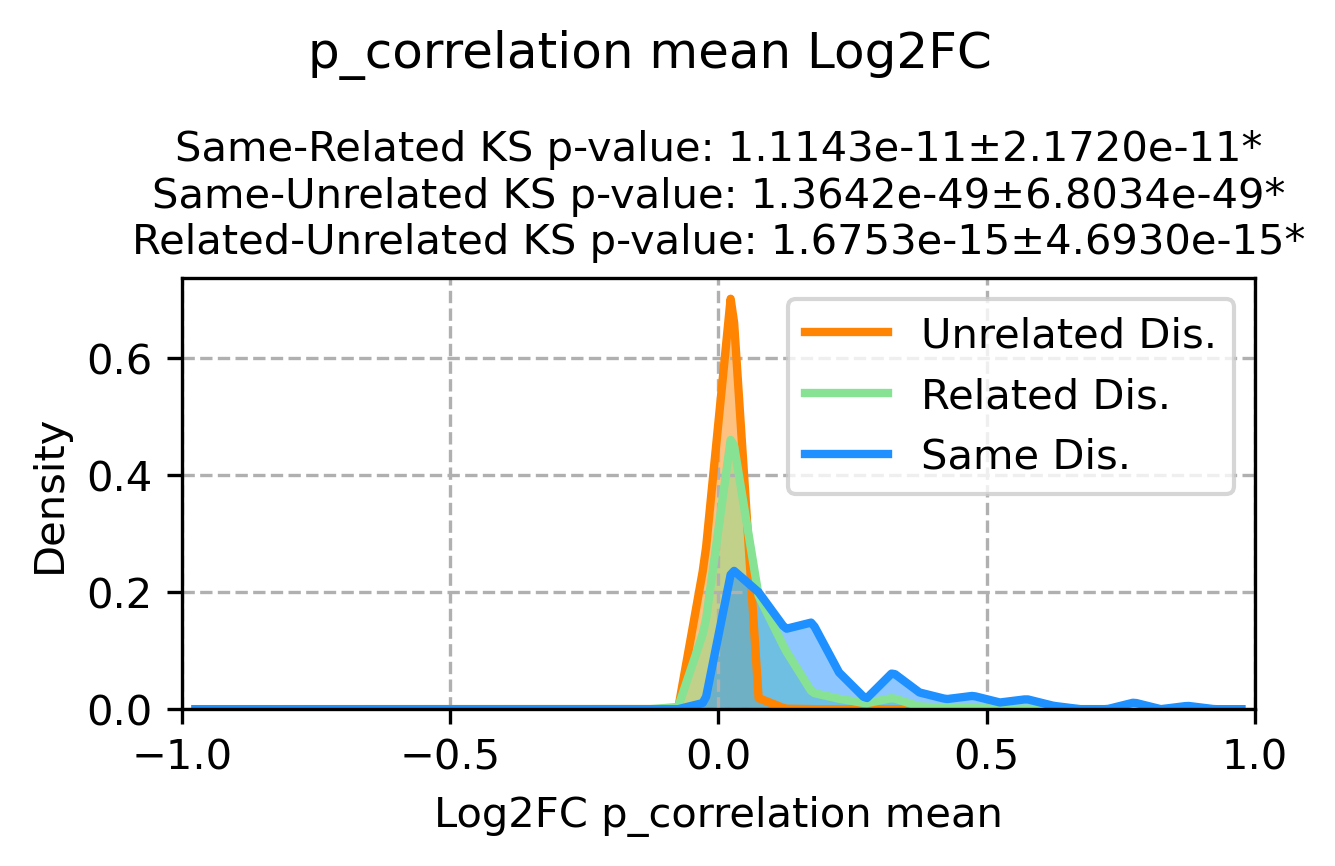 p_correlation mean Log2FC
Same-Related KS p-value: 1.1143e-11±2.1720e-11*
Same-Unrelated KS p-value: 1.3642e-49±6.8034e-49*
Related-Unrelated KS p-value: 1.6753e-15±4.6930e-15*
Unrelated Dis.
Related Dis.
Same Dis.
Density
0.6
0.4
0.2
0.0
−1.0
−0.5
0.0
0.5
1.0
Log2FC p_correlation mean